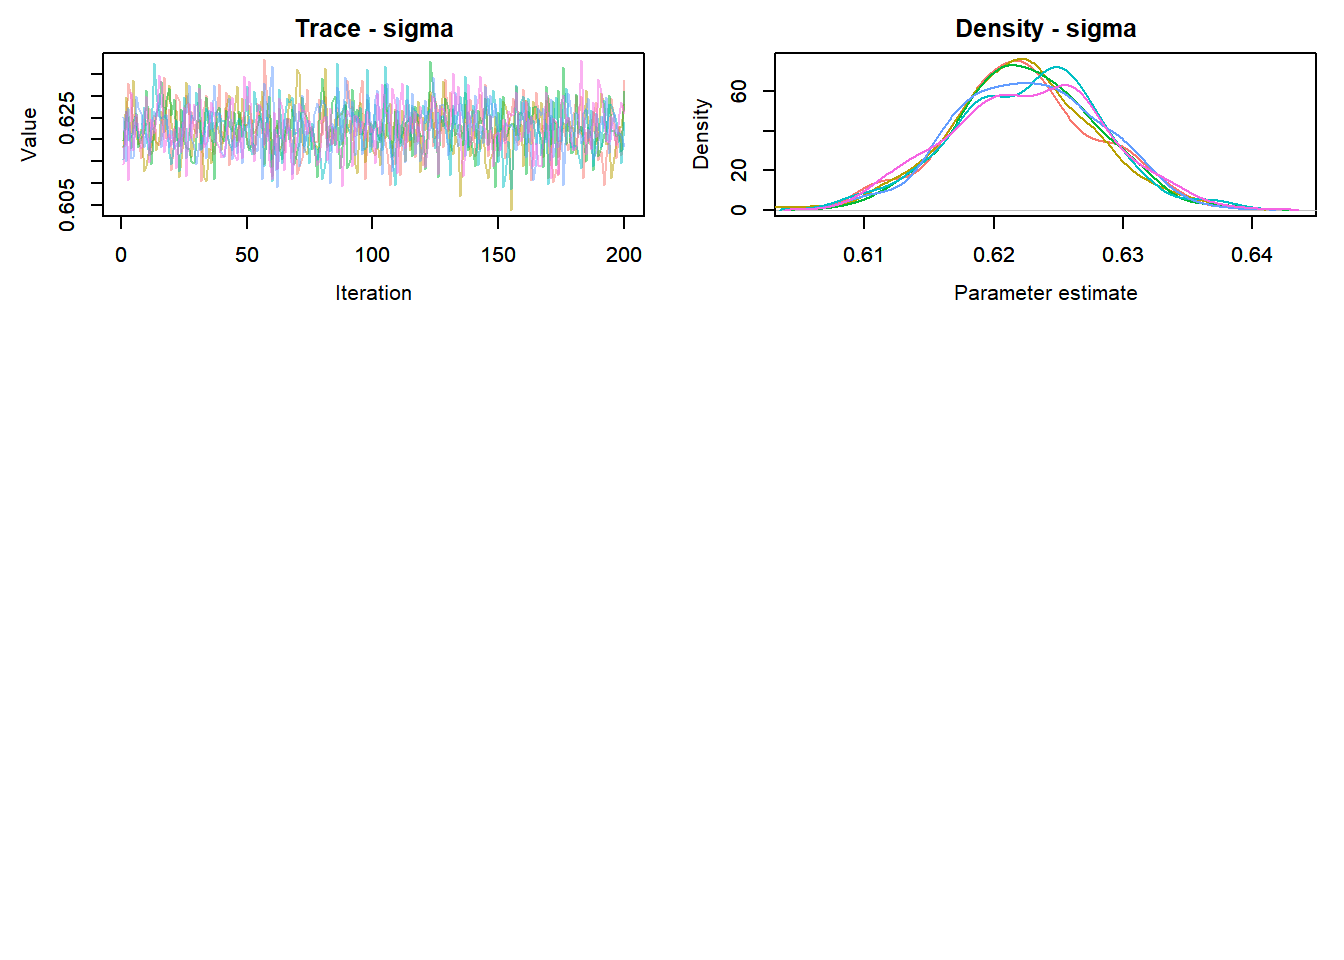 Trace - sigma
Value
0.605
0.625
0
50
100
150
200
Iteration
Density - sigma
Density
0
20
60
0.61
0.62
0.63
0.64
Parameter estimate